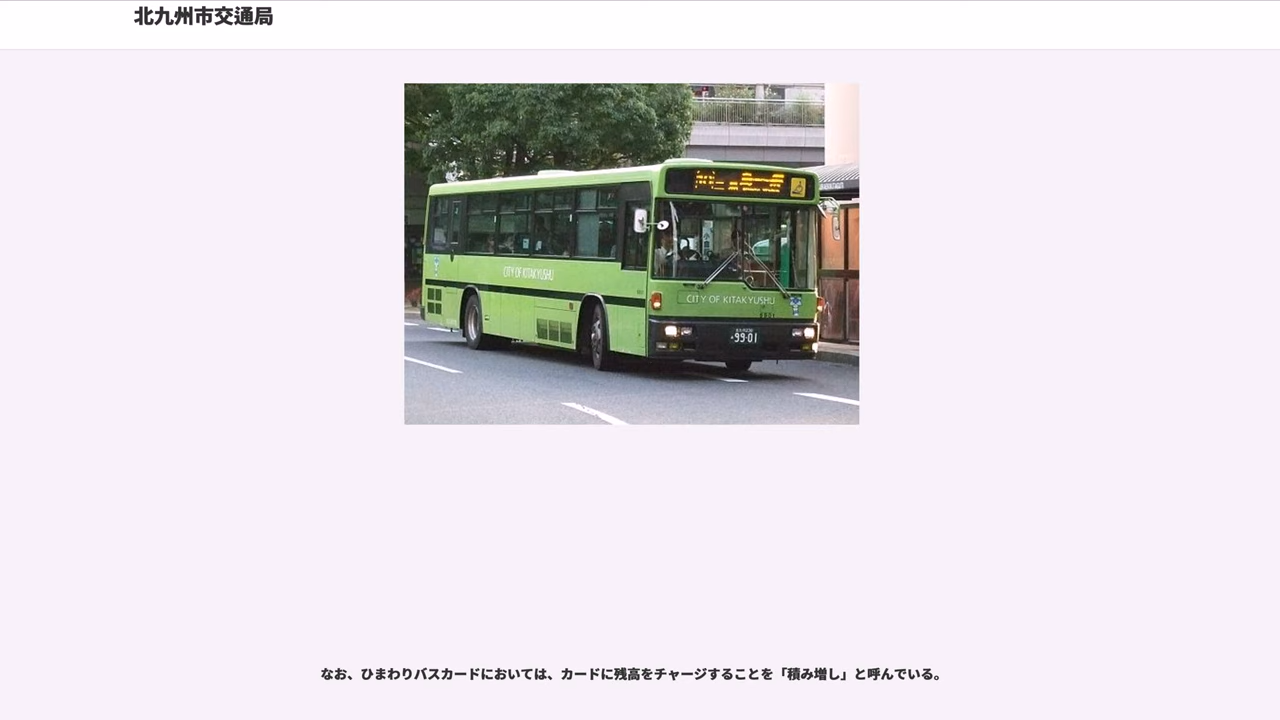 北九州市交通局
CITY OF KITAKYUSHU
CITY OF KITAKYUSHU
・99-01
なお、ひまわりバスカードにおいては、カードに残高をチャージすることを「積み増し」と呼んでいる。